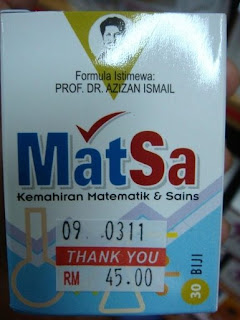 Formula Istimewa:
PROF. DR. AZIZAN ISMAIL
MatSa
Kemahiran Matematik & Sains
09 0311
THANK YOU
RM 45.00
30 BIJI